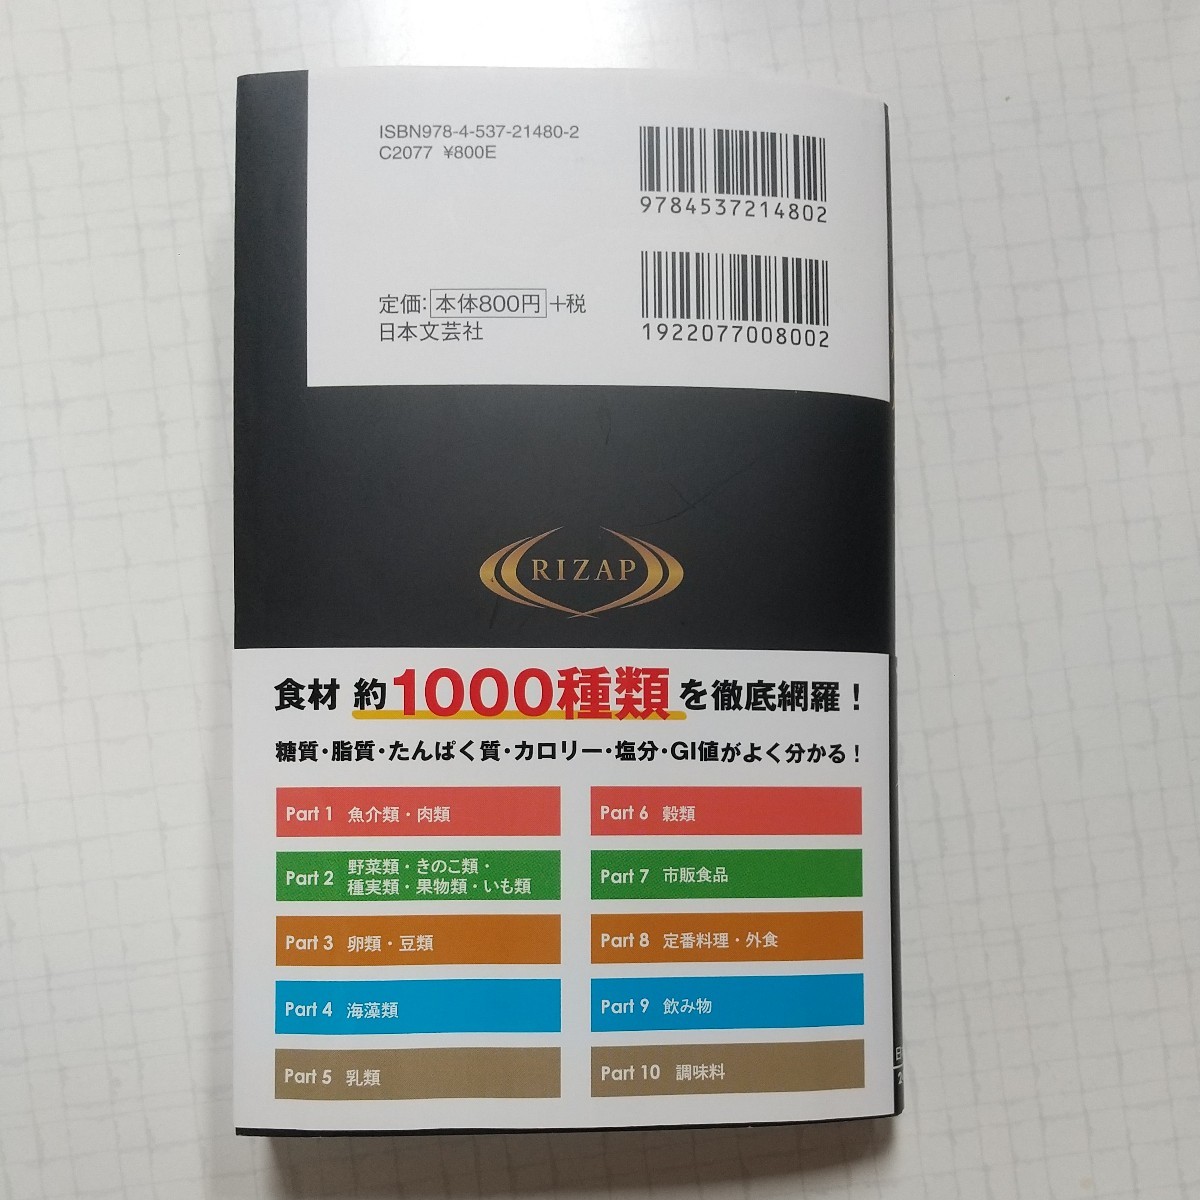 ISBN978-4-537-21480-2
C2077 ¥800E
9784537214802
定価: 本体800円 +税
日本文芸社
1922077008002
RIZAP
食材 約1000種類を徹底網羅！
糖質・脂質・たんぱく質・カロリー・塩分・GI値がよく分かる！
Part 1 魚介類・肉類
Part 2 野菜類・きのこ類・
種実類・果物類・いも類
Part 3 卵類・豆類
Part 4 海藻類
Part 5 乳類
Part 6 穀類
Part 7 市販食品
Part 8 定番料理・外食
Part 9 飲み物
Part 10 調味料